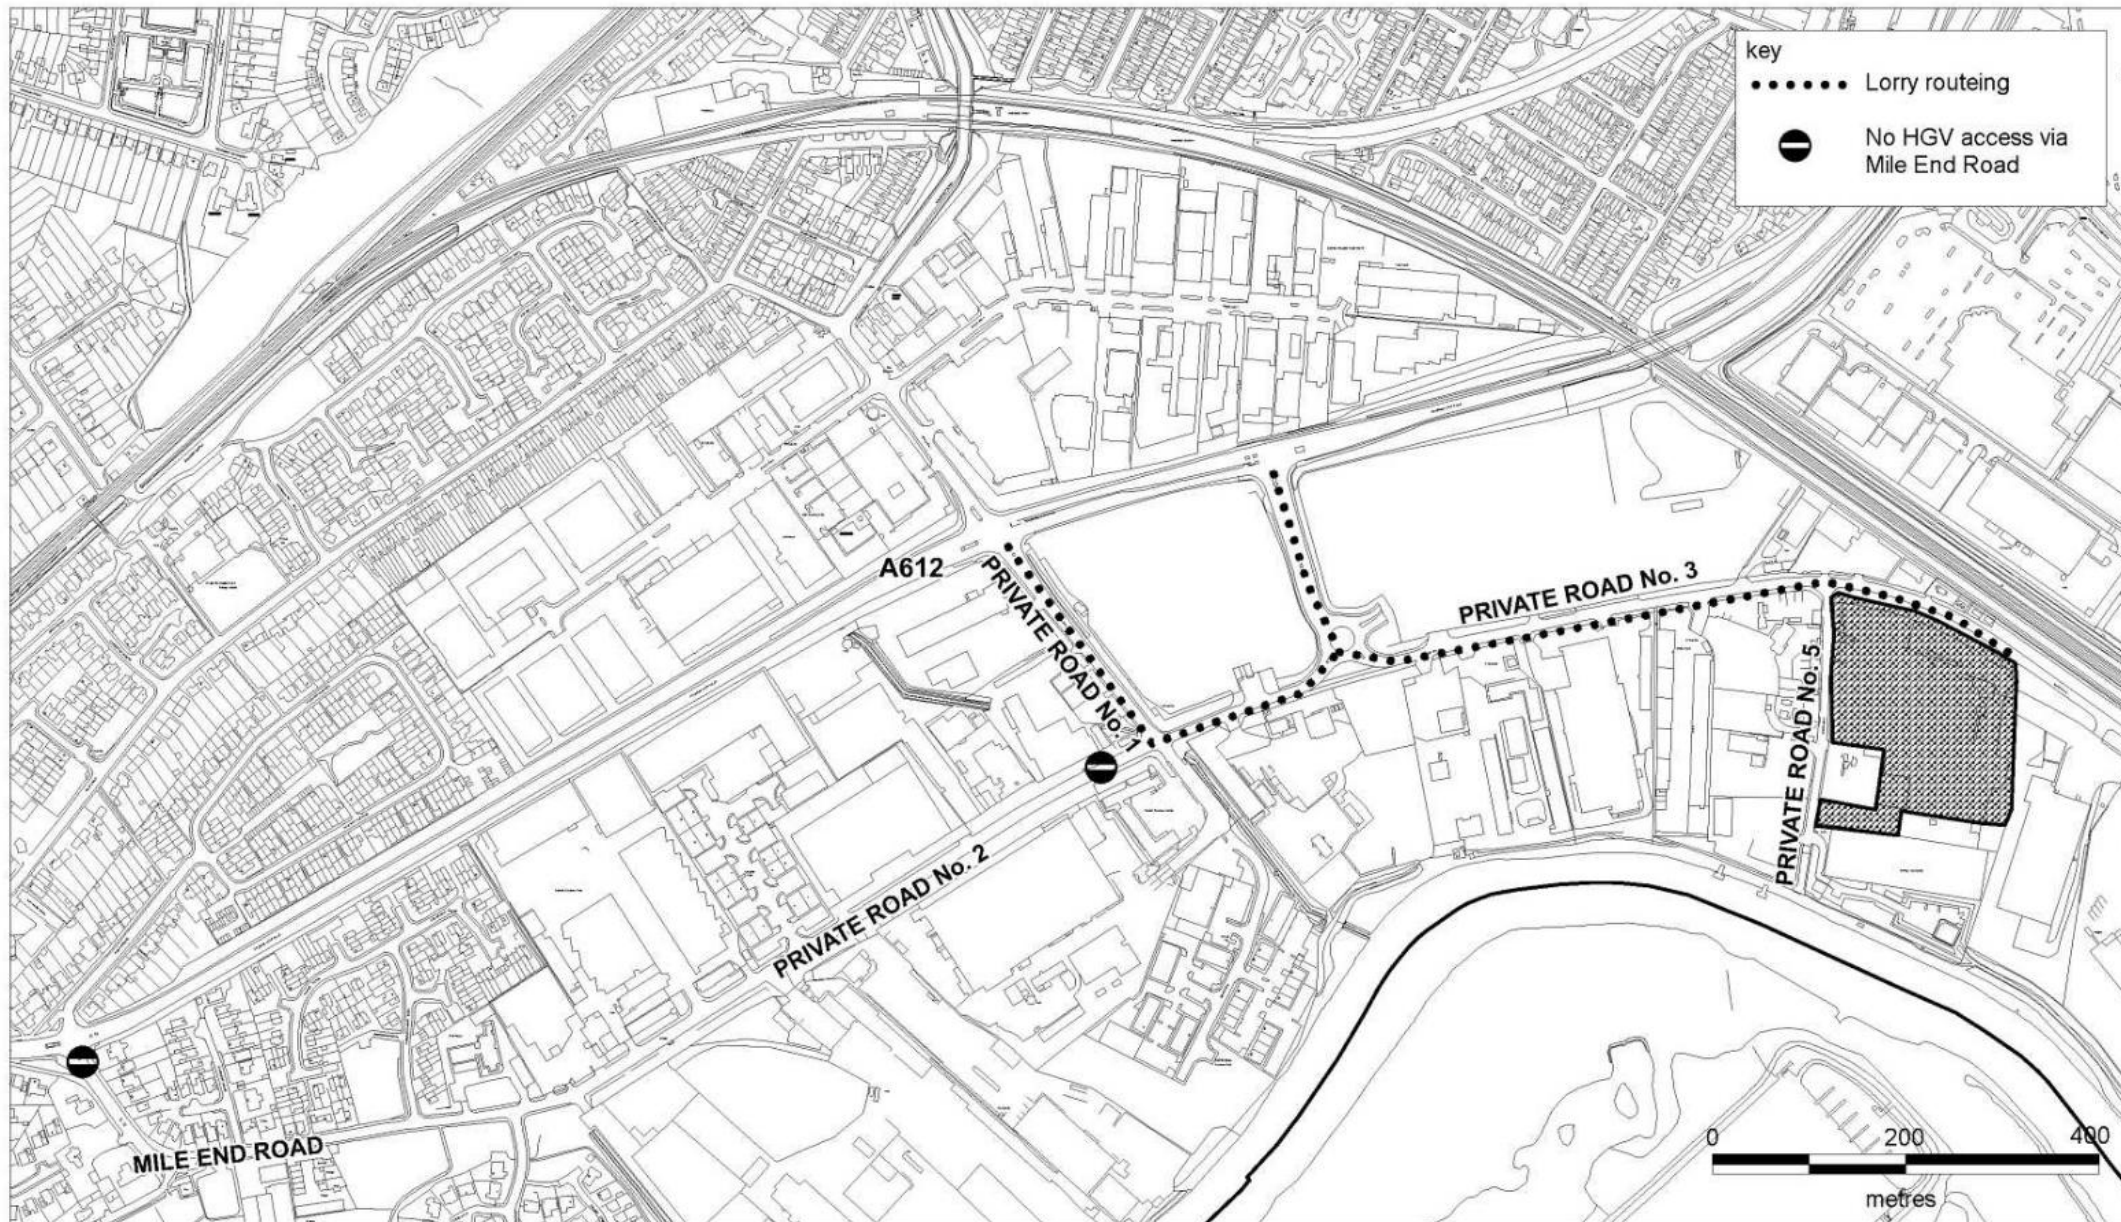 key
Lorry routeing
No HGV access via
Mile End Road
A612
PRIVATE ROAD No. 1
PRIVATE ROAD No. 3
PRIVATE ROAD No. 5
PRIVATE ROAD No. 2
MILE END ROAD
0 200 400
metres